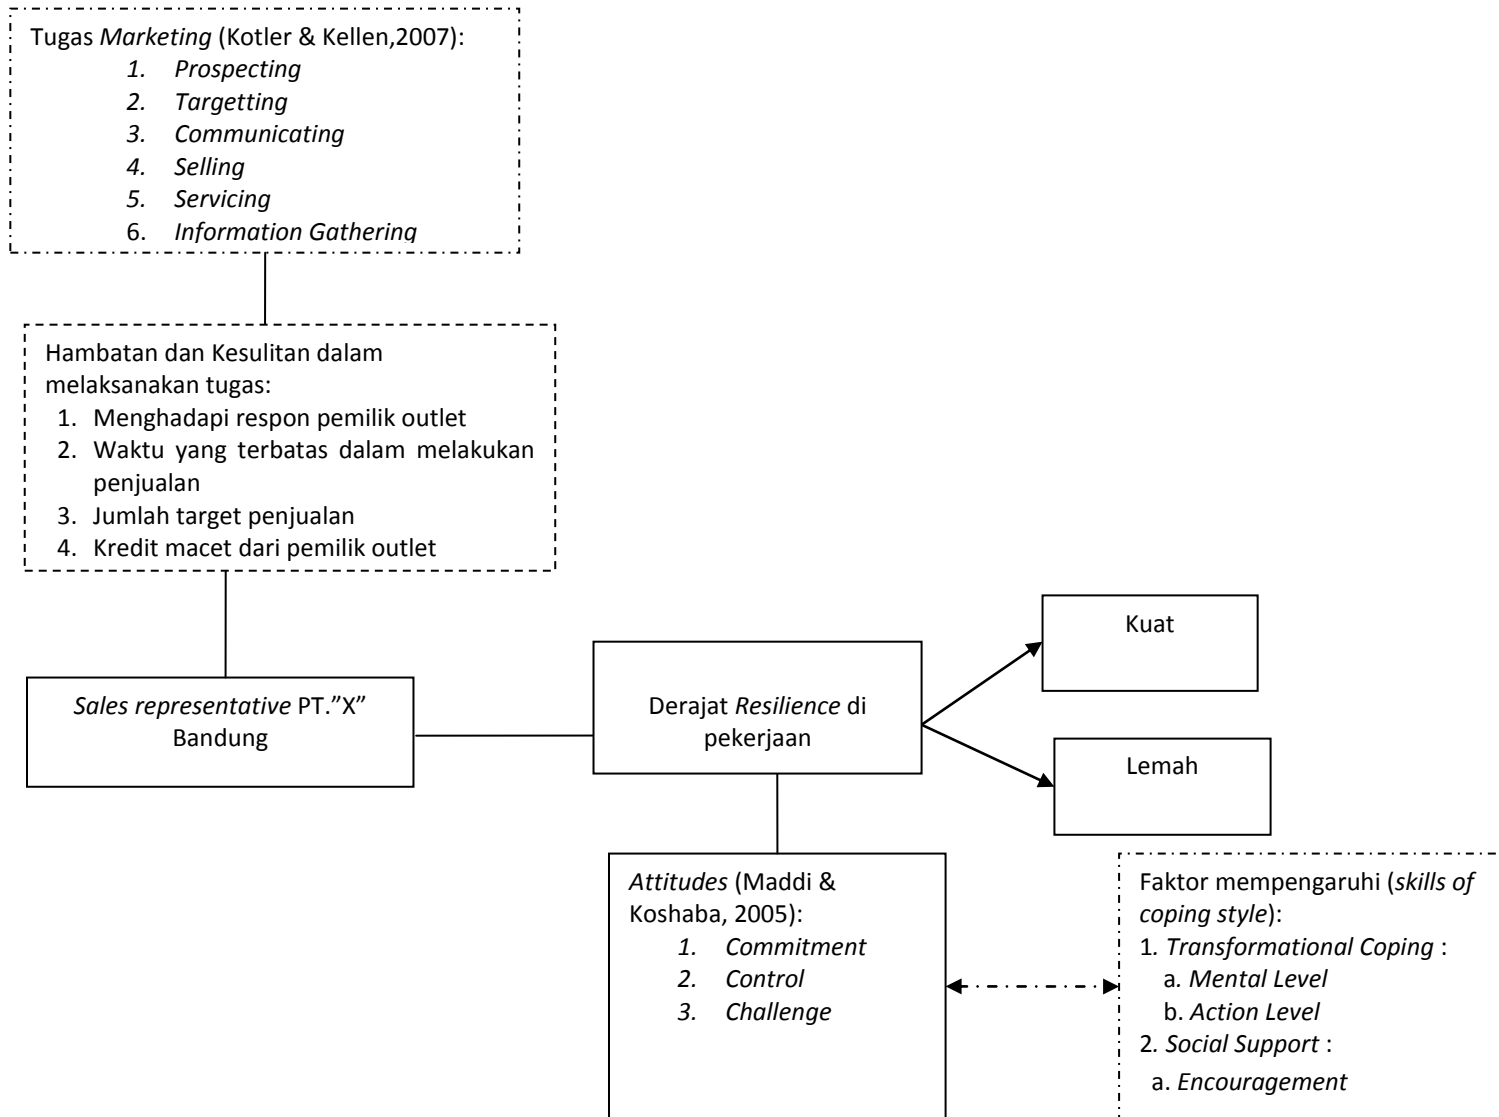 Tugas Marketing (Kotler & Kellen,2007):
1. Prospecting
2. Targetting
3. Communicating
4. Selling
5. Servicing
6. Information Gathering
Hambatan dan Kesulitan dalam
melaksanakan tugas:
1. Menghadapi respon pemilik outlet
2. Waktu yang terbatas dalam melakukan
penjualan
3. Jumlah target penjualan
4. Kredit macet dari pemilik outlet
Sales representative PT.”X”
Bandung
Derajat Resilience di
pekerjaan
Kuat
Lemah
Attitudes (Maddi &
Koshaba, 2005):
1. Commitment
2. Control
3. Challenge
Faktor mempengaruhi (skills of
coping style):
1. Transformational Coping :
a. Mental Level
b. Action Level
2. Social Support :
a. Encouragement